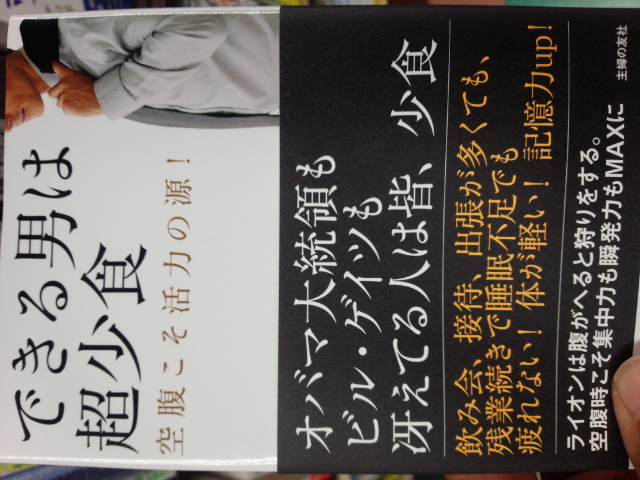 できる男は
超少食
空腹こそ活力の源!
オバマ大統領も
ビル・ゲイツも
冴えてる人は皆、少食
飲み会、接待、出張が多くても、
残業続きで睡眠不足でも
疲れない!体が軽い!記憶力up!
ライオンは腹がへると狩りをする。
空腹時こそ集中力も瞬発力もMAXに
主婦の友社